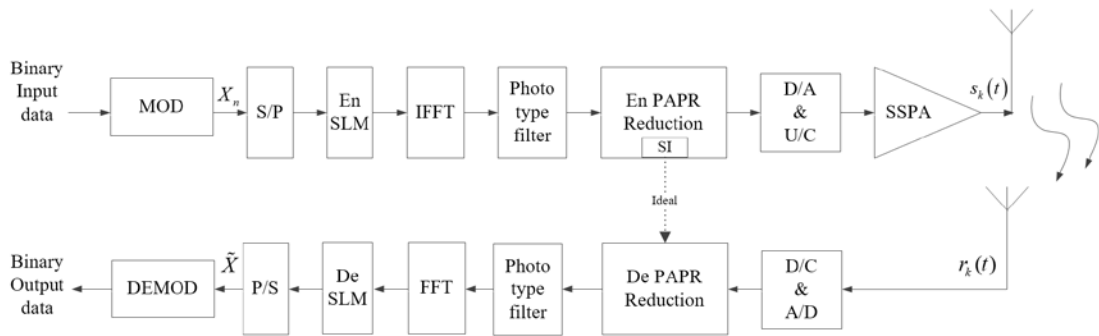 Binary
Input
data
MOD
X_n
S/P
En
SLM
IFFT
Photo
type
filter
En PAPR
Reduction
SI
D/A
&
U/C
SSPA
s_k(t)
Ideal
Binary
Output
data
DEMOD
X̃
P/S
De
SLM
FFT
Photo
type
filter
De PAPR
Reduction
D/C
&
A/D
r_k(t)